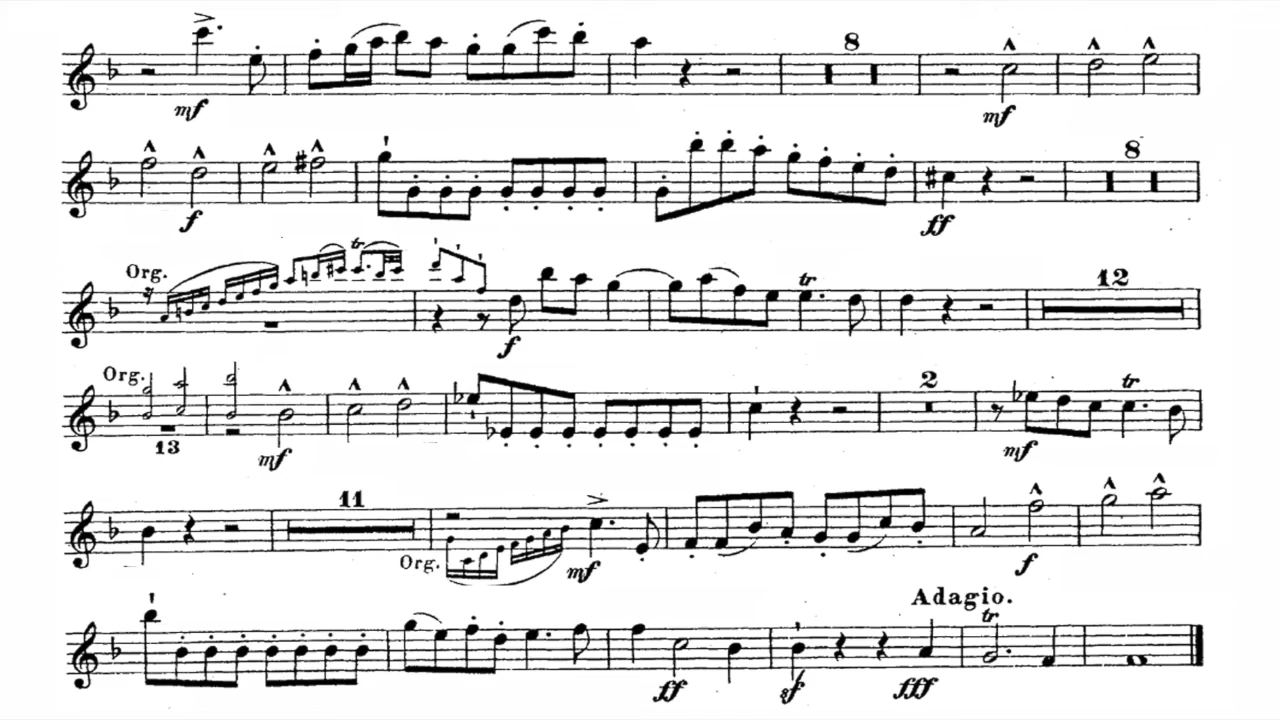 8
mf mf
8
f ff
Org. tr 12
f tr
Org. 2 tr
13 mf mf
11
Org. mf f
Adagio.
tr
ff sf fff